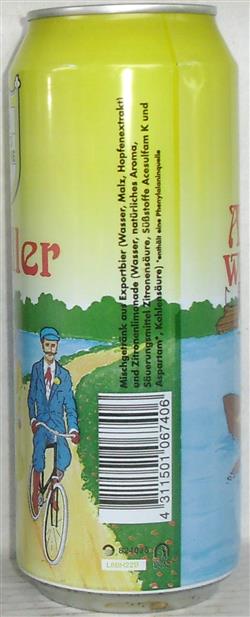 ler
Mischgetränk aus Exportbier (Wasser, Malz, Hopfenextrakt)
und Zitronenlimonade (Wasser, natürliches Aroma,
Säuerungsmittel Zitronensäure, Süßstoffe Acesulfam K und
Aspartam*, Kohlensäure) *enthält eine Phenylalaninquelle
4 311501 067406